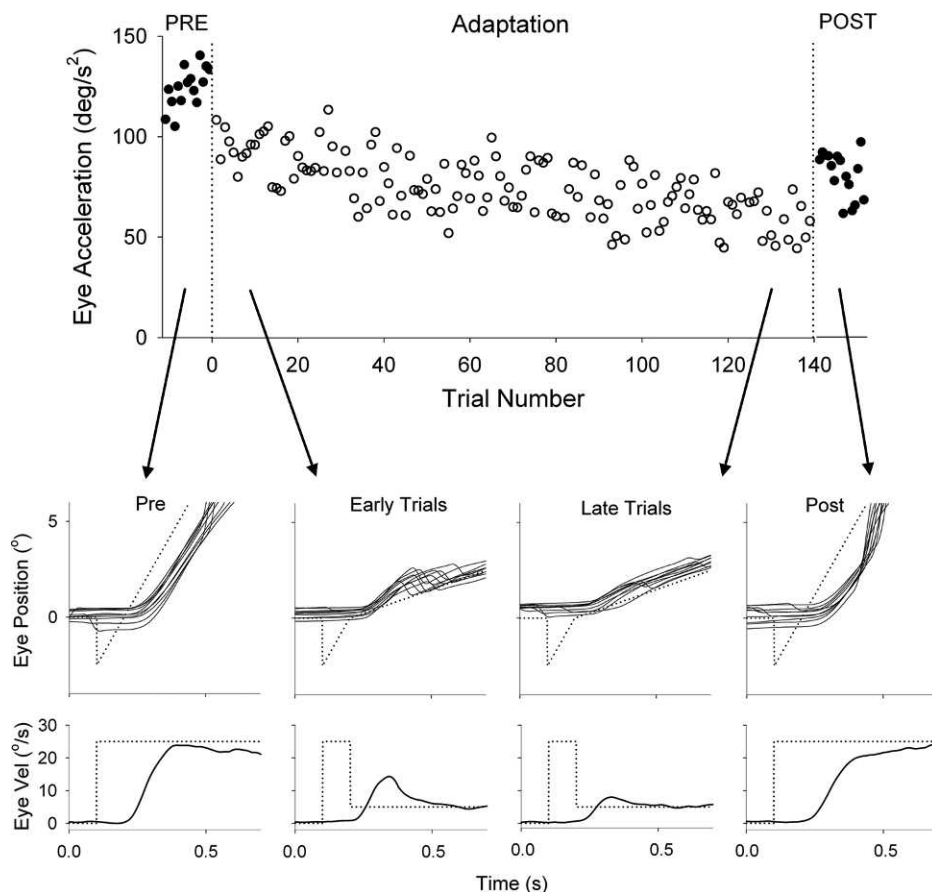 PRE Adaptation POST
150
100
50
0
Eye Acceleration (deg/s²)
0 20 40 60 80 100 120 140
Trial Number
Pre Early Trials Late Trials Post
5
0
Eye Position (°)
30
20
10
0
Eye Vel (°/s)
0.0 0.5 0.0 0.5 0.0 0.5 0.0 0.5
Time (s)